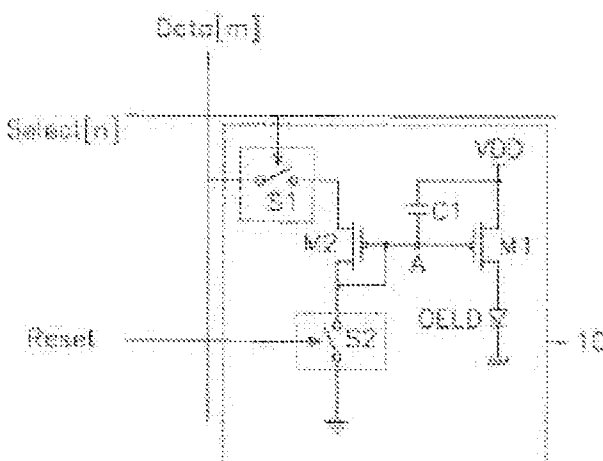 Data[m]
Select[n]
VDD
S1
C1
M2
A
M1
OELD
Reset
S2
10